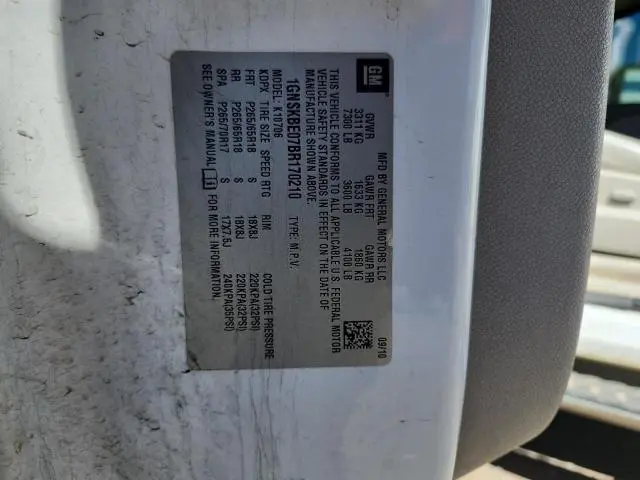 GM
MFD BY GENERAL MOTORS LLC 09/10
GVWR GAWR FRT GAWR RR
3311 KG 1633 KG 1860 KG
7300 LB 3600 LB 4100 LB
THIS VEHICLE CONFORMS TO ALL APPLICABLE U.S. FEDERAL MOTOR
VEHICLE SAFETY STANDARDS IN EFFECT ON THE DATE OF
MANUFACTURE SHOWN ABOVE.
1GNSKBE07BR170210 TYPE: M.P.V.
MODEL: K10706
KDPX TIRE SIZE SPEED RTG RIM COLD TIRE PRESSURE
FRT P265/65R18 S 18X8J 220KPA(32PSI)
RR P265/65R18 S 18X8J 220KPA(32PSI)
SPA P265/70R17 S 17X7.5J 240KPA(35PSI)
SEE OWNER'S MANUAL FOR MORE INFORMATION.